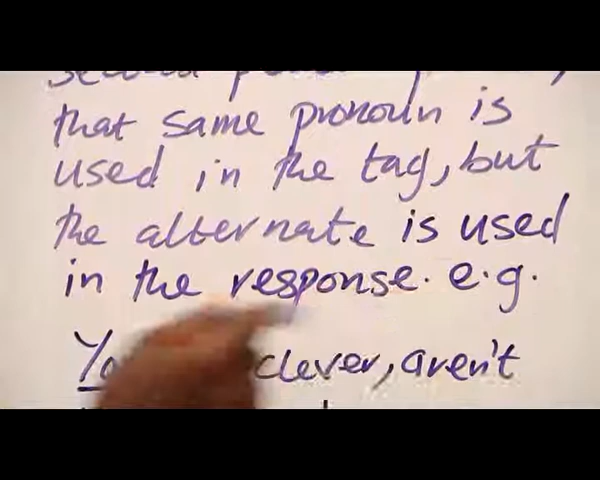 that same pronoun is
used in the tag, but
the alternate is used
in the response. e.g.
clever, aren't